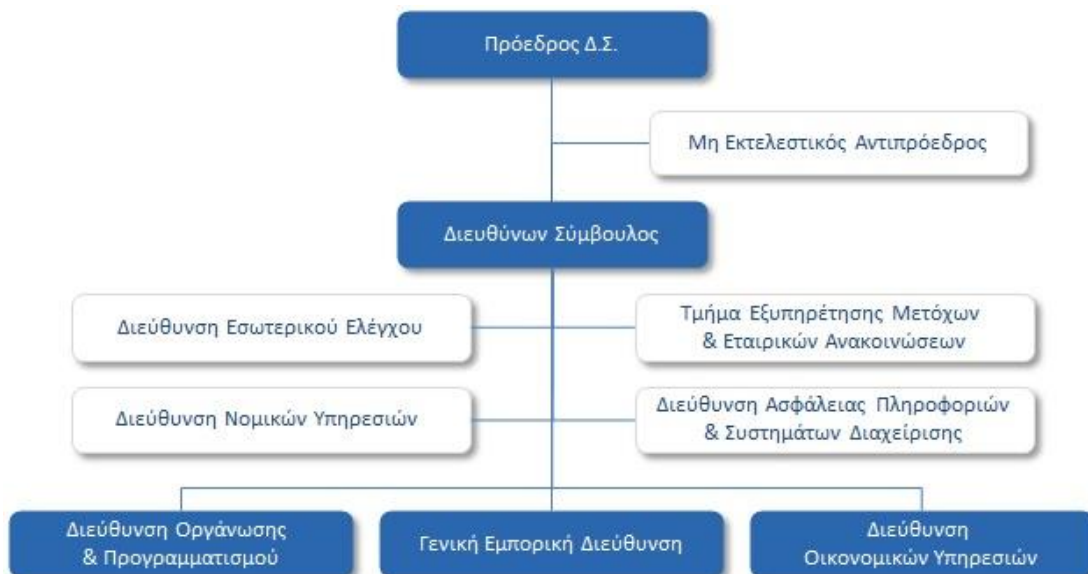 Πρόεδρος Δ.Σ.
Μη Εκτελεστικός Αντιπρόεδρος
Διευθύνων Σύμβουλος
Διεύθυνση Εσωτερικού Ελέγχου
Τμήμα Εξυπηρέτησης Μετόχων
& Εταιρικών Ανακοινώσεων
Διεύθυνση Νομικών Υπηρεσιών
Διεύθυνση Ασφάλειας Πληροφοριών
& Συστημάτων Διαχείρισης
Διεύθυνση Οργάνωσης
& Προγραμματισμού
Γενική Εμπορική Διεύθυνση
Διεύθυνση
Οικονομικών Υπηρεσιών